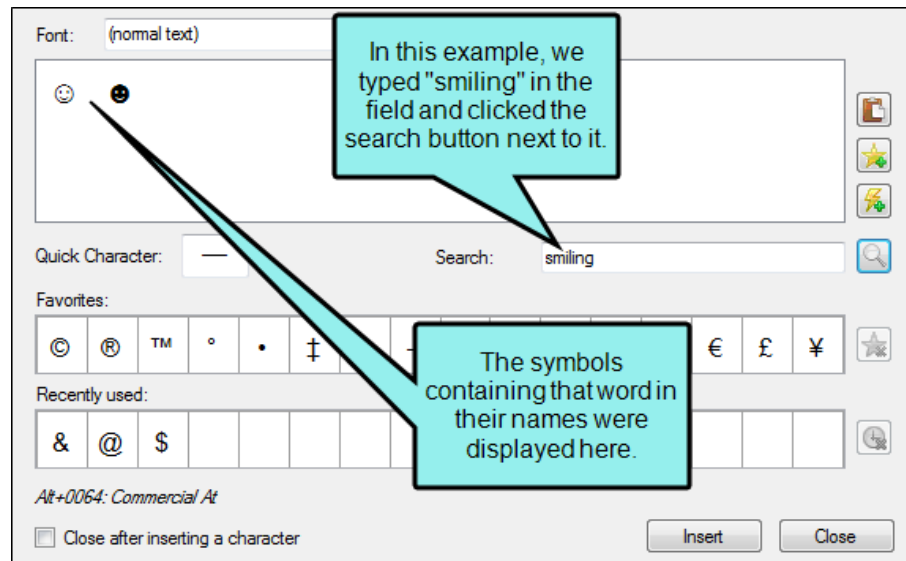 Font: (normal text)
In this example, we
typed "smiling" in the
field and clicked the
search button next to it.
☺ ☻
Quick Character: —
Search: smiling
Favorites:
© ® ™ ° • ‡ € £ ¥
The symbols
containing that word in
their names were
displayed here.
Recently used:
& @ $
Alt+0064: Commercial At
Close after inserting a character
Insert
Close